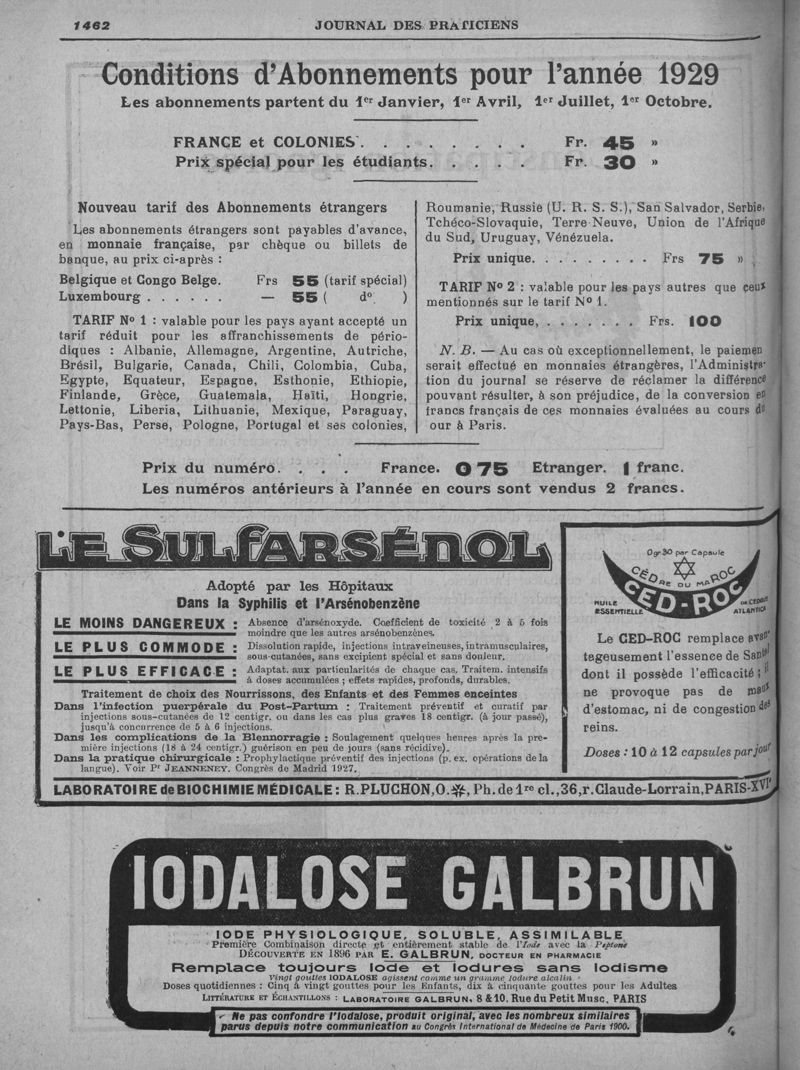 1462
JOURNAL DES PRATICIENS
Conditions d'Abonnements pour l'année 1929
Les abonnements partent du 1er Janvier, 1er Avril, 1er Juillet, 1er Octobre.
FRANCE et COLONIES. . . . . . . . Fr. 45 »
Prix spécial pour les étudiants. . . . . Fr. 30 »
Nouveau tarif des Abonnements étrangers
Les abonnements étrangers sont payables d'avance,
en monnaie française, par chèque ou billets de
banque, au prix ci-après :
Belgique et Congo Belge. Frs 55 (tarif spécial)
Luxembourg . . . . . . — 55 ( do )
TARIF No 1 : valable pour les pays ayant accepté un
tarif réduit pour les affranchissements de pério-
diques : Albanie, Allemagne, Argentine, Autriche,
Brésil, Bulgarie, Canada, Chili, Colombia, Cuba,
Egypte, Equateur, Espagne, Esthonie, Ethiopie,
Finlande, Grèce, Guatemala, Haïti, Hongrie,
Lettonie, Liberia, Lithuanie, Mexique, Paraguay,
Pays-Bas, Perse, Pologne, Portugal et ses colonies,
Roumanie, Russie (U. R. S. S.), San Salvador, Serbie,
Tchéco-Slovaquie, Terre Neuve, Union de l'Afrique
du Sud, Uruguay, Vénézuela.
Prix unique. . . . . . . . . Frs 75 »
TARIF No 2 : valable pour les pays autres que ceux
mentionnés sur le tarif No 1.
Prix unique, . . . . . . . Frs. 100
N. B. — Au cas où exceptionnellement, le paiemen
serait effectué en monnaies étrangères, l'Administra-
tion du journal se réserve de réclamer la différence
pouvant résulter, à son préjudice, de la conversion en
francs français de ces monnaies évaluées au cours du
our à Paris.
Prix du numéro. . . . France. 0 75 Etranger. 1 franc.
Les numéros antérieurs à l'année en cours sont vendus 2 francs.
LE SULFARSÉNOL
Adopté par les Hôpitaux
Dans la Syphilis et l'Arsénobenzène
LE MOINS DANGEREUX : Absence d'arsénoxyde. Coefficient de toxicité 2 à 5 fois
moindre que les autres arsénobenzènes.
LE PLUS COMMODE : Dissolution rapide, injections intraveineuses, intramusculaires,
sous-cutanées, sans excipient spécial et sans douleur.
LE PLUS EFFICACE : Adaptat. aux particularités de chaque cas. Traitem. intensifs
à doses accumulées ; effets rapides, profonds, durables.
Traitement de choix des Nourrissons, des Enfants et des Femmes enceintes
Dans l'infection puerpérale du Post-Partum : Traitement préventif et curatif par
injections sous-cutanées de 12 centigr. ou dans les cas plus graves 18 centigr. (à jour passé),
jusqu'à concurrence de 5 à 6 injections.
Dans les complications de la Blennorragie : Soulagement quelques heures après la pre-
mière injections (18 à 24 centigr.) guérison en peu de jours (sans récidive).
Dans la pratique chirurgicale : Prophylactique préventif des injections (p. ex. opérations de la
langue). Voir Pr JEANNENEY. Congrès de Madrid 1927.
0gr30 par Capsule
CÈDRE DU MAROC
CED-ROC
HUILE
ESSENTIELLE
DE CÈDRUS
ATLANTICA
Le CED-ROC remplace avan-
tageusement l'essence de Santal
dont il possède l'efficacité ; il
ne provoque pas de maux
d'estomac, ni de congestion des
reins.
Doses : 10 à 12 capsules par jour
LABORATOIRE de BIOCHIMIE MÉDICALE : R. PLUCHON, O. ✻, Ph. de 1re cl., 36, r. Claude-Lorrain, PARIS-XVIe
IODALOSE GALBRUN
IODE PHYSIOLOGIQUE, SOLUBLE, ASSIMILABLE
Première Combinaison directe et entièrement stable de l'Iode avec la Peptone
DÉCOUVERTE EN 1896 PAR E. GALBRUN, DOCTEUR EN PHARMACIE
Remplace toujours Iode et Iodures sans Iodisme
Vingt gouttes IODALOSE agissent comme un gramme Iodure alcalin
Doses quotidiennes : Cinq à vingt gouttes pour les Enfants, dix à cinquante gouttes pour les Adultes
LITTÉRATURE ET ÉCHANTILLONS : LABORATOIRE GALBRUN, 8 & 10. Rue du Petit Musc, PARIS
Ne pas confondre l'Iodalose, produit original, avec les nombreux similaires
parus depuis notre communication au Congrès International de Médecine de Paris 1900.